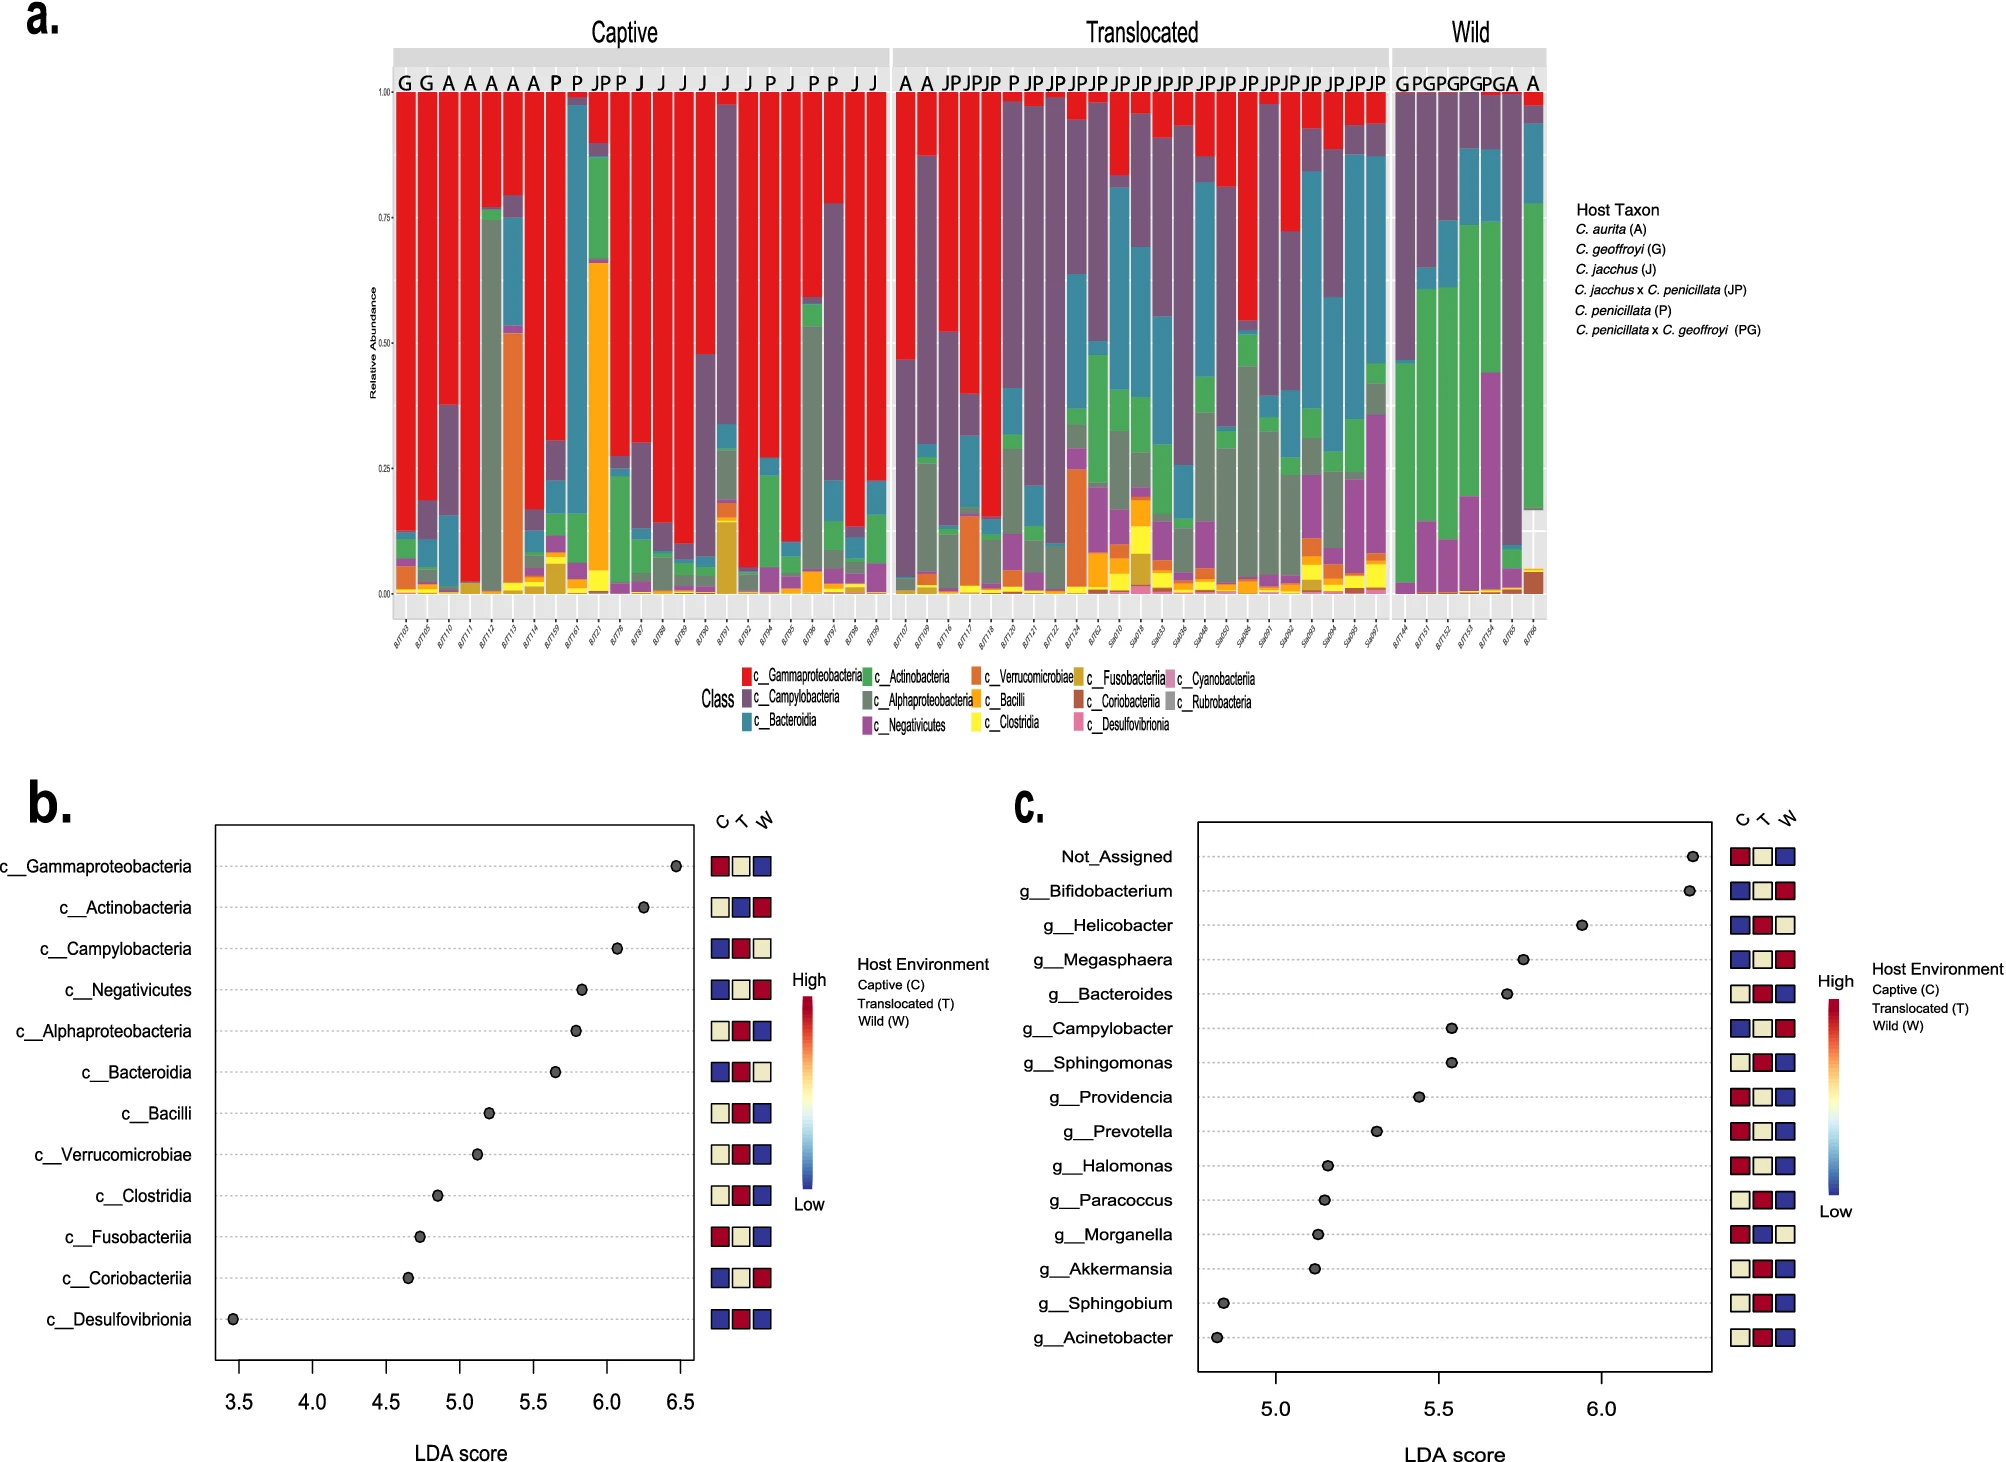 a.
Captive Translocated Wild
G G A A A A A P P JP P J J J J J J P J P P J J A A JP JP JP P JP JP JP JP JP JP JP JP JP JP JP JP JP JP JP JP JP G PG PG PG PG A A
1.00
0.75
0.50
0.25
0.00
Relative Abundance
Host Taxon
C. aurita (A)
C. geoffroyi (G)
C. jacchus (J)
C. jacchus x C. penicillata (JP)
C. penicillata (P)
C. penicillata x C. geoffroyi (PG)
Class
c__Gammaproteobacteria c__Actinobacteria c__Verrucomicrobiae c__Fusobacteriia c__Cyanobacteriia
c__Campylobacteria c__Alphaproteobacteria c__Bacilli c__Coriobacteriia c__Rubrobacteria
c__Bacteroidia c__Negativicutes c__Clostridia c__Desulfovibrionia
b.
C T W
c__Gammaproteobacteria
c__Actinobacteria
c__Campylobacteria
c__Negativicutes
c__Alphaproteobacteria
c__Bacteroidia
c__Bacilli
c__Verrucomicrobiae
c__Clostridia
c__Fusobacteriia
c__Coriobacteriia
c__Desulfovibrionia
3.5 4.0 4.5 5.0 5.5 6.0 6.5
LDA score
High
Low
Host Environment
Captive (C)
Translocated (T)
Wild (W)
c.
C T W
Not_Assigned
g__Bifidobacterium
g__Helicobacter
g__Megasphaera
g__Bacteroides
g__Campylobacter
g__Sphingomonas
g__Providencia
g__Prevotella
g__Halomonas
g__Paracoccus
g__Morganella
g__Akkermansia
g__Sphingobium
g__Acinetobacter
5.0 5.5 6.0
LDA score
High
Low
Host Environment
Captive (C)
Translocated (T)
Wild (W)